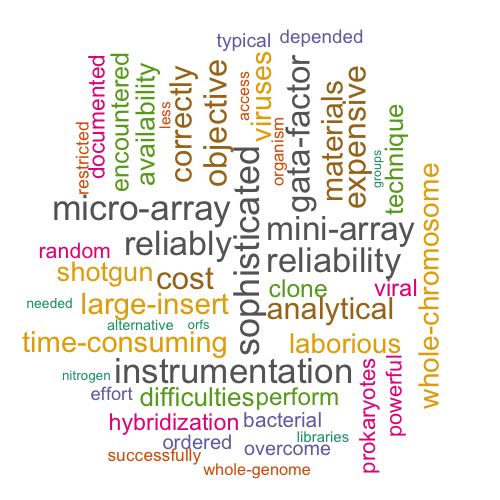 typical
depended
documented
encountered
availability
restricted
less
correctly
objective
access
viruses
organism
gata-factor
materials
expensive
groups
technique
micro-array
sophisticated
mini-array
reliably
reliability
whole-chromosome
random
shotgun
cost
clone
viral
needed
large-insert
analytical
alternative
orfs
time-consuming
laborious
nitrogen
instrumentation
prokaryotes
powerful
effort
difficulties
perform
hybridization
bacterial
ordered
libraries
overcome
successfully
whole-genome